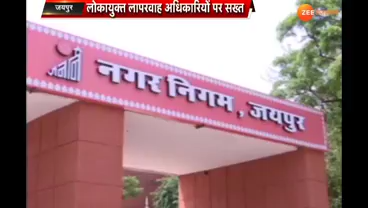 जयपुर
लोकायुक्त लापरवाह अधिकारियों पर सख्त
ZEE
नगर निगम, जयपुर